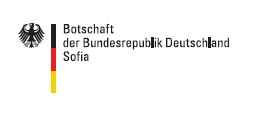 Botschaft
der Bundesrepublik Deutschland
Sofia